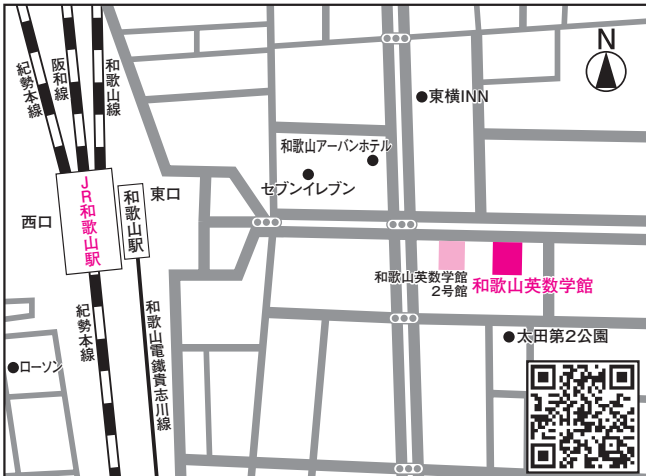 紀勢本線
阪和線
和歌山線
N
東横INN
和歌山アーバンホテル
セブンイレブン
西口
JR和歌山駅
和歌山駅
東口
和歌山英数学館
2号館
和歌山英数学館
紀勢本線
和歌山電鐵貴志川線
太田第2公園
ローソン